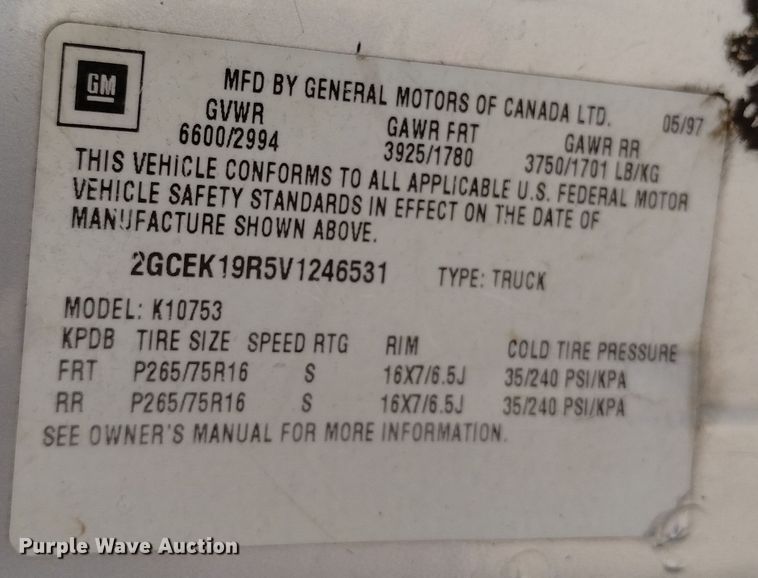 GM
MFD BY GENERAL MOTORS OF CANADA LTD. 05/97
GVWR GAWR FRT GAWR RR
6600/2994 3925/1780 3750/1701 LB/KG
THIS VEHICLE CONFORMS TO ALL APPLICABLE U.S. FEDERAL MOTOR
VEHICLE SAFETY STANDARDS IN EFFECT ON THE DATE OF
MANUFACTURE SHOWN ABOVE.
2GCEK19R5V1246531 TYPE: TRUCK
MODEL: K10753
KPDB TIRE SIZE SPEED RTG RIM COLD TIRE PRESSURE
FRT P265/75R16 S 16X7/6.5J 35/240 PSI/KPA
RR P265/75R16 S 16X7/6.5J 35/240 PSI/KPA
SEE OWNER'S MANUAL FOR MORE INFORMATION.
Purple Wave Auction